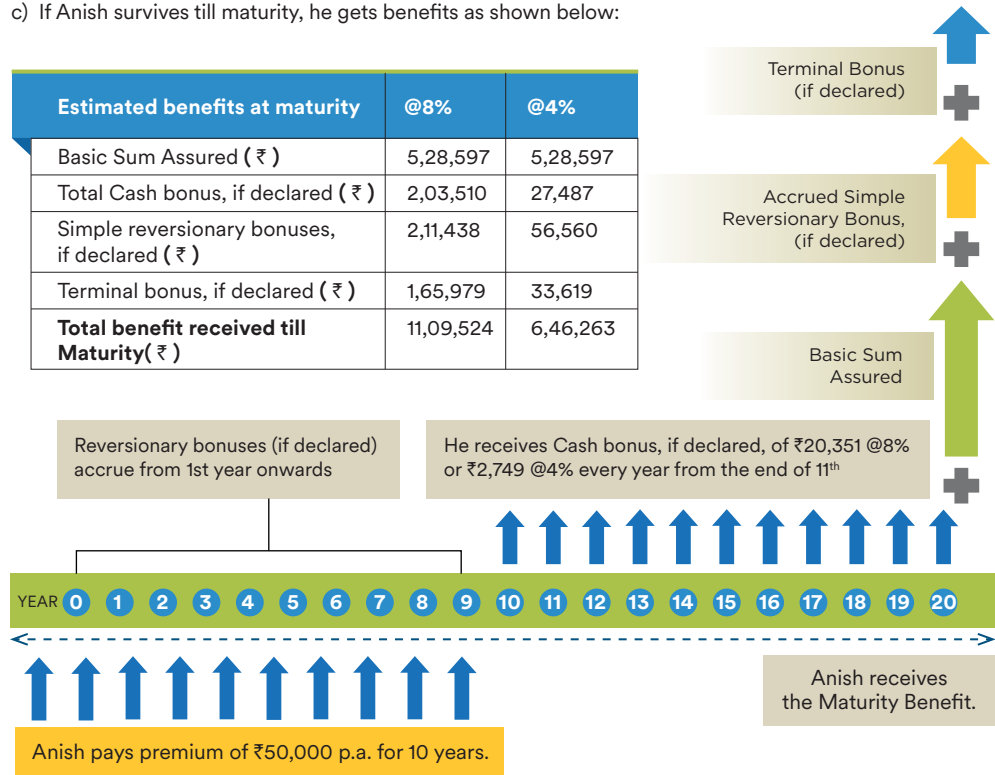 c) If Anish survives till maturity, he gets benefits as shown below:
Estimated benefits at maturity @8% @4%
Basic Sum Assured ( ₹ ) 5,28,597 5,28,597
Total Cash bonus, if declared ( ₹ ) 2,03,510 27,487
Simple reversionary bonuses,
if declared ( ₹ ) 2,11,438 56,560
Terminal bonus, if declared ( ₹ ) 1,65,979 33,619
Total benefit received till
Maturity( ₹ ) 11,09,524 6,46,263
Terminal Bonus
(if declared)
Accrued Simple
Reversionary Bonus,
(if declared)
Basic Sum
Assured
Reversionary bonuses (if declared)
accrue from 1st year onwards
He receives Cash bonus, if declared, of ₹20,351 @8%
or ₹2,749 @4% every year from the end of 11th
YEAR 0 1 2 3 4 5 6 7 8 9 10 11 12 13 14 15 16 17 18 19 20
Anish receives
the Maturity Benefit.
Anish pays premium of ₹50,000 p.a. for 10 years.